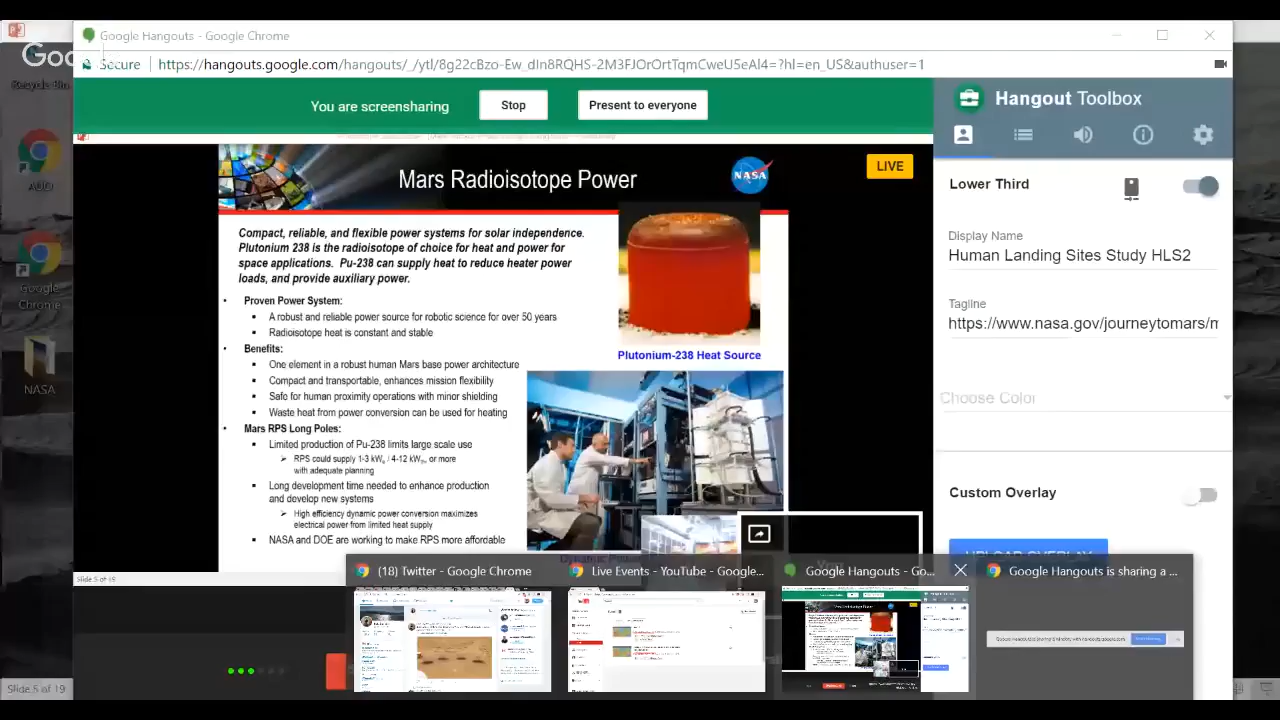 Google Hangouts - Google Chrome
Secure
https://hangouts.google.com/hangouts/_/ytl/8g22cBzo-Ew_dIn8RQHS-2M3FJOrOrtTqmCweU5eAl4=?hl=en_US&authuser=1
You are screensharing
Stop
Present to everyone
Hangout Toolbox
Mars Radioisotope Power
NASA
LIVE
Lower Third
Display Name
Human Landing Sites Study HLS2
Tagline
https://www.nasa.gov/journeytomars/m
Choose Color
Custom Overlay
UPLOAD OVERLAY
Compact, reliable, and flexible power systems for solar independence.
Plutonium 238 is the radioisotope of choice for heat and power for
space applications. Pu-238 can supply heat to reduce heater power
loads, and provide auxiliary power.
• Proven Power System:
▪ A robust and reliable power source for robotic science for over 50 years
▪ Radioisotope heat is constant and stable
• Benefits:
▪ One element in a robust human Mars base power architecture
▪ Compact and transportable, enhances mission flexibility
▪ Safe for human proximity operations with minor shielding
▪ Waste heat from power conversion can be used for heating
• Mars RPS Long Poles:
▪ Limited production of Pu-238 limits large scale use
➢ RPS could supply 1-3 kWe / 4-12 kWTh, or more
with adequate planning
▪ Long development time needed to enhance production
and develop new systems
➢ High efficiency dynamic power conversion maximizes
electrical power from limited heat supply
▪ NASA and DOE are working to make RPS more affordable
Plutonium-238 Heat Source
Slide 5 of 19
Recycle Bin
Google
Chrome
NASA
(18) Twitter - Google Chrome
Live Events - YouTube - Google...
Google Hangouts - Go...
Google Hangouts is sharing a ...
Slide 5 of 19